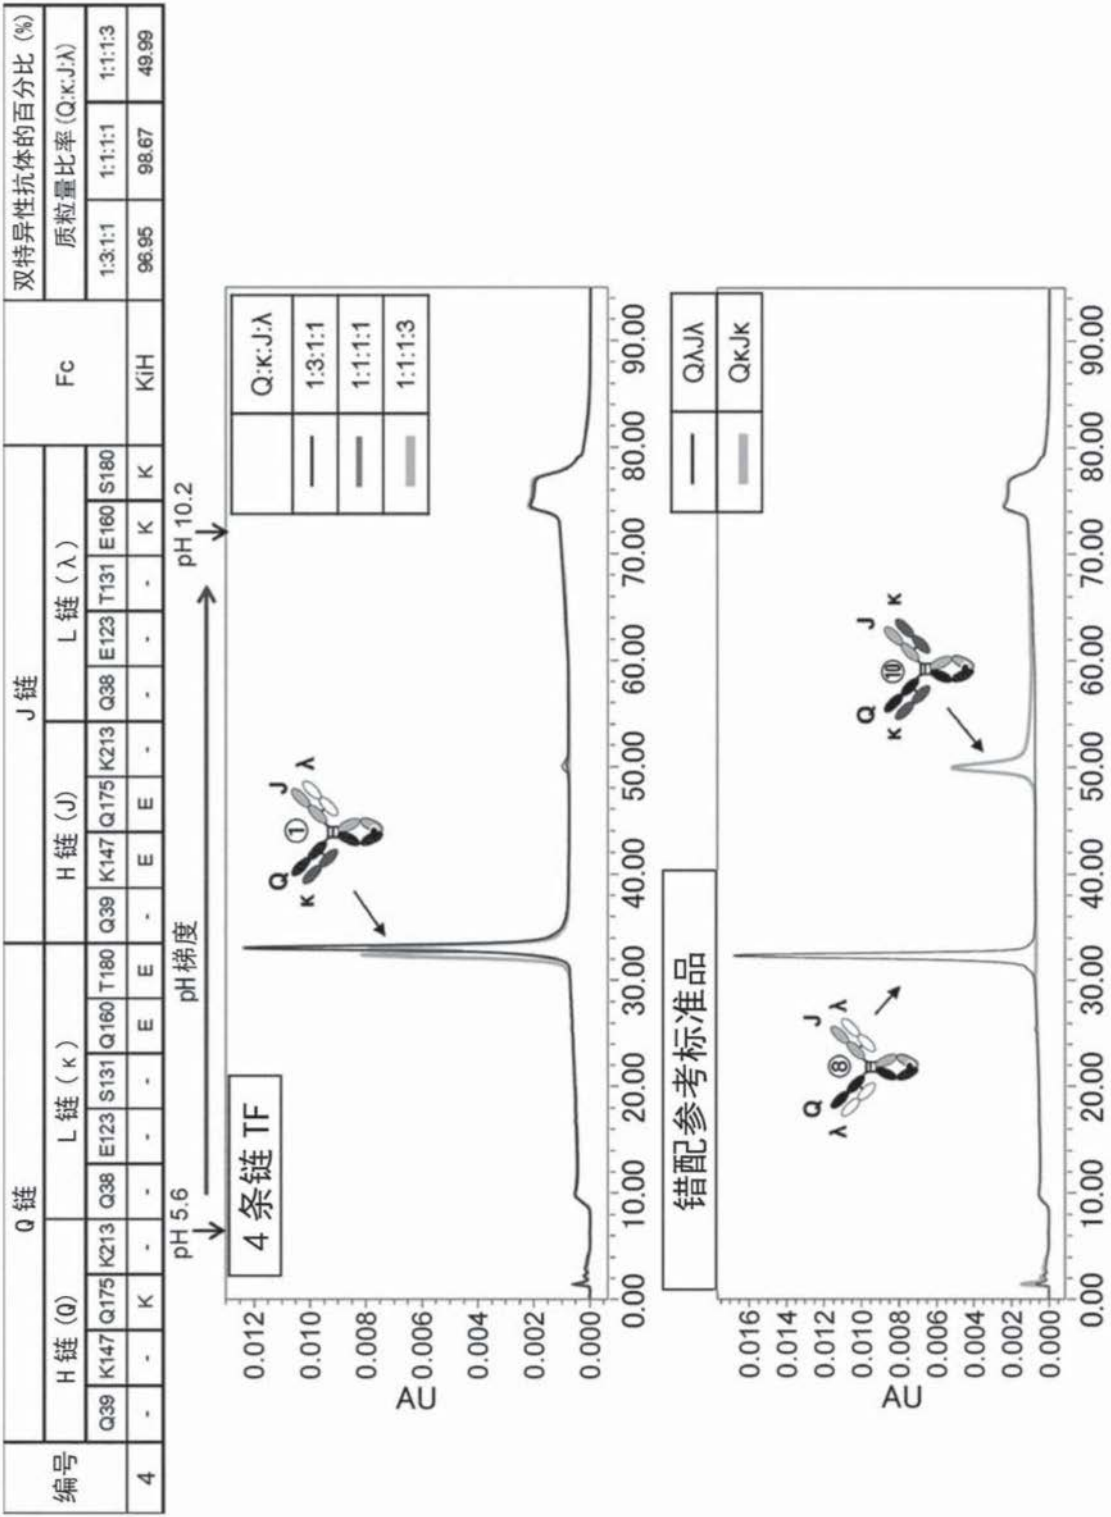 编号 Q链 J链 Fc 双特异性抗体的百分比 (%)
H链 (Q) L链 (κ) H链 (J) L链 (λ) 质粒量比率 (Q:κ:J:λ)
Q39 K147 Q175 K213 Q38 E123 S131 Q160 T180 Q39 K147 Q175 K213 Q38 E123 T131 E160 S180 1:3:1:1 1:1:1:1 1:1:1:3
4 - - K - - - - E E - E E - - - - K K KiH 96.95 98.67 49.99
pH 5.6 pH梯度 pH 10.2
4 条链 TF
Q:κ:J:λ
1:3:1:1
1:1:1:1
1:1:1:3
Q J
①
κ λ
AU
0.012
0.010
0.008
0.006
0.004
0.002
0.000
0.00 10.00 20.00 30.00 40.00 50.00 60.00 70.00 80.00 90.00
错配参考标准品
QλJλ
QκJκ
Q J
⑧
λ λ
Q J
⑩
κ κ
AU
0.016
0.014
0.012
0.010
0.008
0.006
0.004
0.002
0.000
0.00 10.00 20.00 30.00 40.00 50.00 60.00 70.00 80.00 90.00